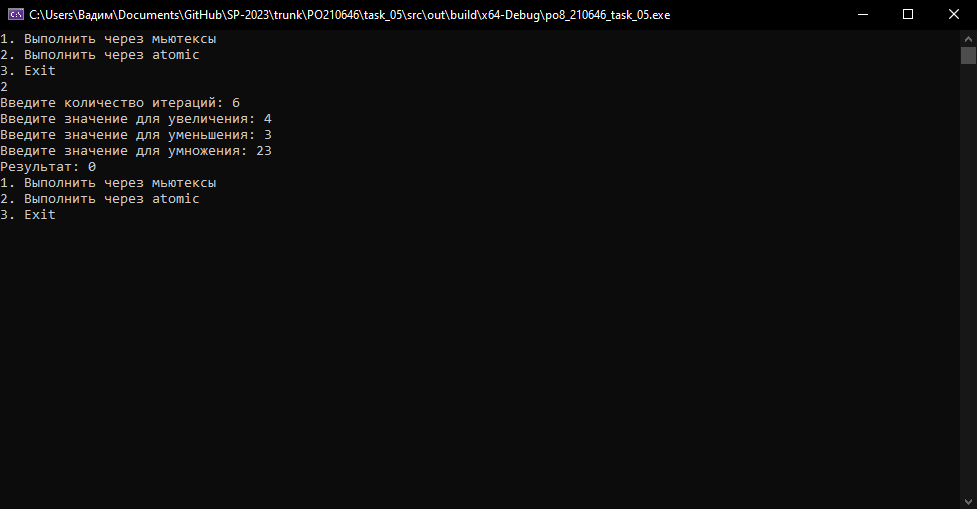 C:\Users\Вадим\Documents\GitHub\SP-2023\trunk\PO210646\task_05\src\out\build\x64-Debug\po8_210646_task_05.exe
1. Выполнить через мьютексы
2. Выполнить через atomic
3. Exit
2
Введите количество итераций: 6
Введите значение для увеличения: 4
Введите значение для уменьшения: 3
Введите значение для умножения: 23
Результат: 0
1. Выполнить через мьютексы
2. Выполнить через atomic
3. Exit